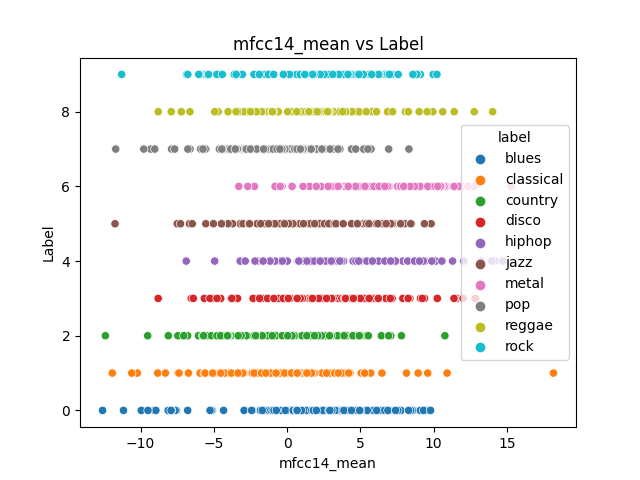 mfcc14_mean vs Label
Label
8
6
4
2
0
−10
−5
0
5
10
15
mfcc14_mean
label
blues
classical
country
disco
hiphop
jazz
metal
pop
reggae
rock